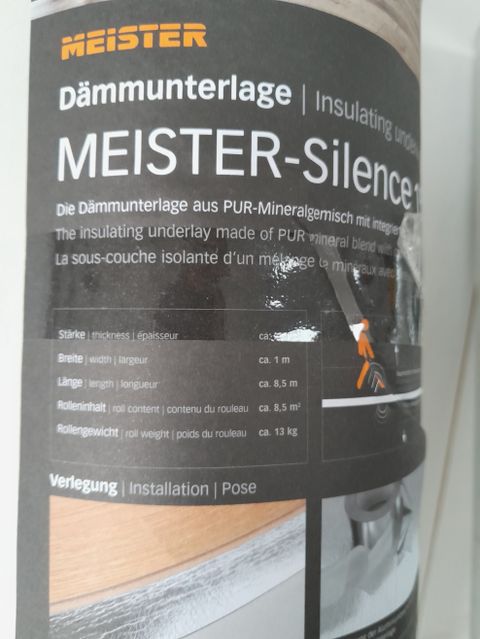 MEISTER
Dämmunterlage | Insulating
MEISTER-Silence
Die Dämmunterlage aus PUR-Mineralgemisch mit
The insulating underlay made of PUR mineral blend
La sous-couche isolante d'un mélange minéraux avec
Stärke | thickness | épaisseur ca.
Breite | width | largeur ca. 1 m
Länge | length | longueur ca. 8,5 m
Rolleninhalt | roll content | contenu du rouleau ca. 8,5 m²
Rollengewicht | roll weight | poids du rouleau ca. 13 kg
Verlegung | Installation | Pose